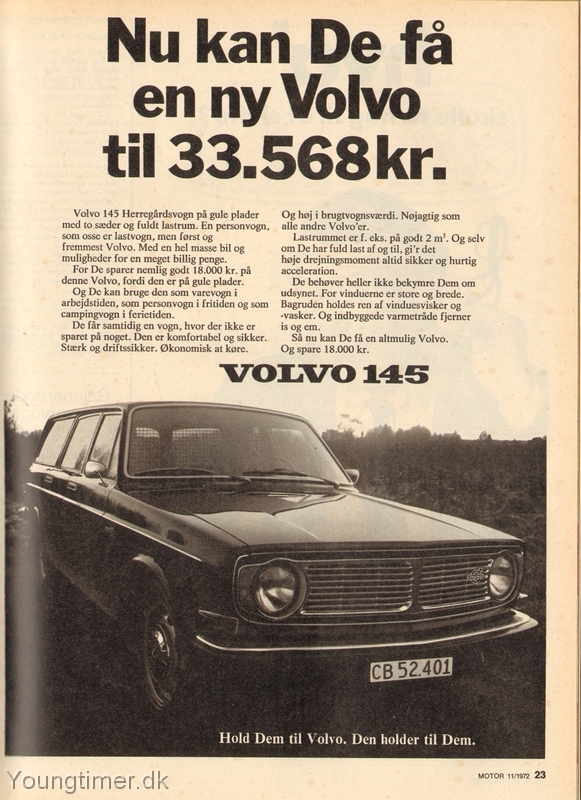 Nu kan De få
en ny Volvo
til 33.568kr.
Volvo 145 Herregårdsvogn på gule plader
med to sæder og fuldt lastrum. En personvogn,
som osse er lastvogn, men først og
fremmest Volvo. Med en hel masse bil og
muligheder for en meget billig penge.
For De sparer nemlig godt 18.000 kr. på
denne Volvo, fordi den er på gule plader.
Og De kan bruge den som varevogn i
arbejdstiden, som personvogn i fritiden og som
campingvogn i ferietiden.
De får samtidig en vogn, hvor der ikke er
sparet på noget. Den er komfortabel og sikker.
Stærk og driftssikker. Økonomisk at køre.
Og høj i brugtvognsværdi. Nøjagtig som
alle andre Volvo'er.
Lastrummet er f. eks. på godt 2 m³. Og selv
om De har fuld last af og til, gi'r det
høje drejningsmoment altid sikker og hurtig
acceleration.
De behøver heller ikke bekymre Dem om
udsynet. For vinduerne er store og brede.
Bagruden holdes ren af vinduesvisker og
-vasker. Og indbyggede varmetråde fjerner
is og em.
Så nu kan De få en altmulig Volvo.
Og spare 18.000 kr.
VOLVO 145
CB 52.401
Hold Dem til Volvo. Den holder til Dem.
MOTOR 11/1972 23
Youngtimer.dk